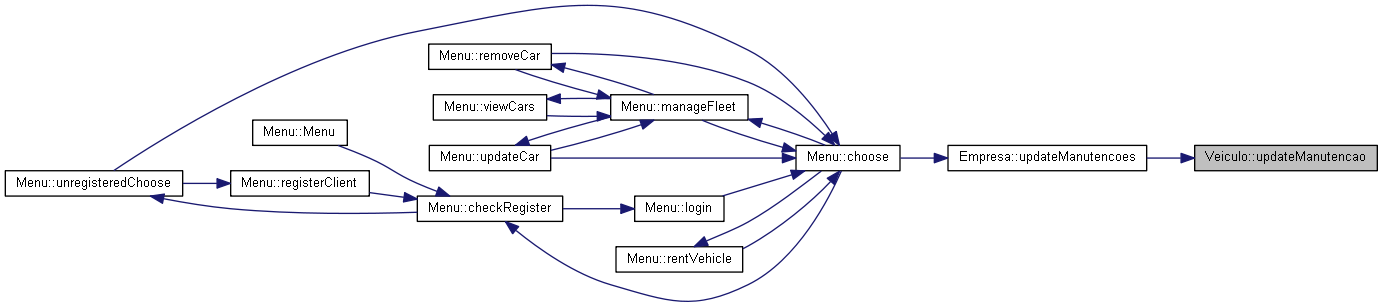 Menu::removeCar
Menu::viewCars
Menu::manageFleet
Menu::Menu
Menu::updateCar
Menu::choose
Empresa::updateManutencoes
Veiculo::updateManutencao
Menu::unregisteredChoose
Menu::registerClient
Menu::checkRegister
Menu::login
Menu::rentVehicle